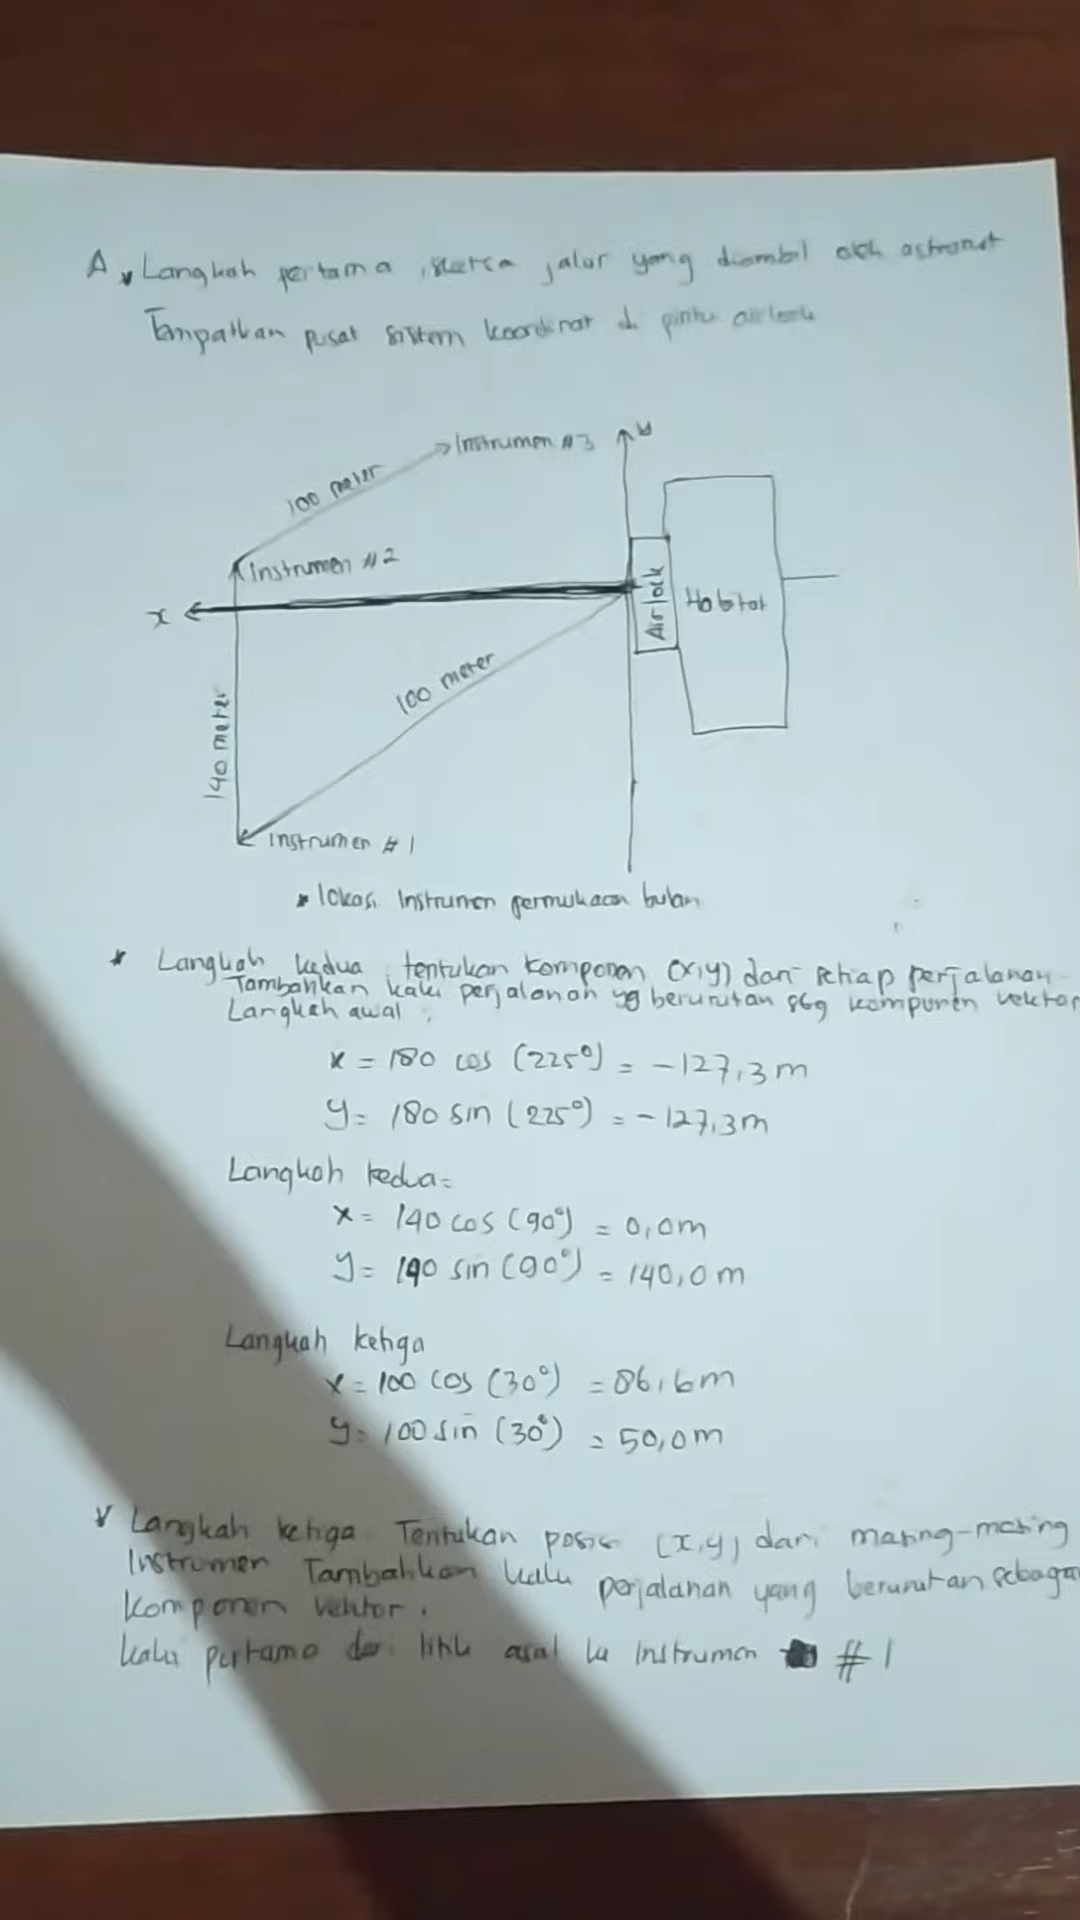 A Langkah pertama, sketsa jalur yang diambil oleh astronot
Tempatkan pusat sistem koordinat di pintu airlock
y
Instrumen #3
100 meter
Instrumen #2
x
Airlock
Habitat
100 meter
140 meter
Instrumen #1
* lokasi Instrumen permukaan bulan
* Langkah kedua, tentukan komponen (x,y) dari setiap perjalanan
Tambahkan kaki perjalanan yg berurutan sbg komponen vektor
Langkah awal :
x = 180 cos (225°) = -127,3 m
y = 180 sin (225°) = -127,3 m
Langkah kedua =
x = 140 cos (90°) = 0,0 m
y = 140 sin (90°) = 140,0 m
Langkah ketiga
x = 100 cos (30°) = 86,6 m
y = 100 sin (30°) = 50,0 m
Langkah ketiga Tentukan posisi (x,y) dari masing-masing
Instrumen Tambahkan kaki perjalanan yang berurutan sebagai
komponen vektor.
kaki pertama dari titik asal ke Instrumen #1